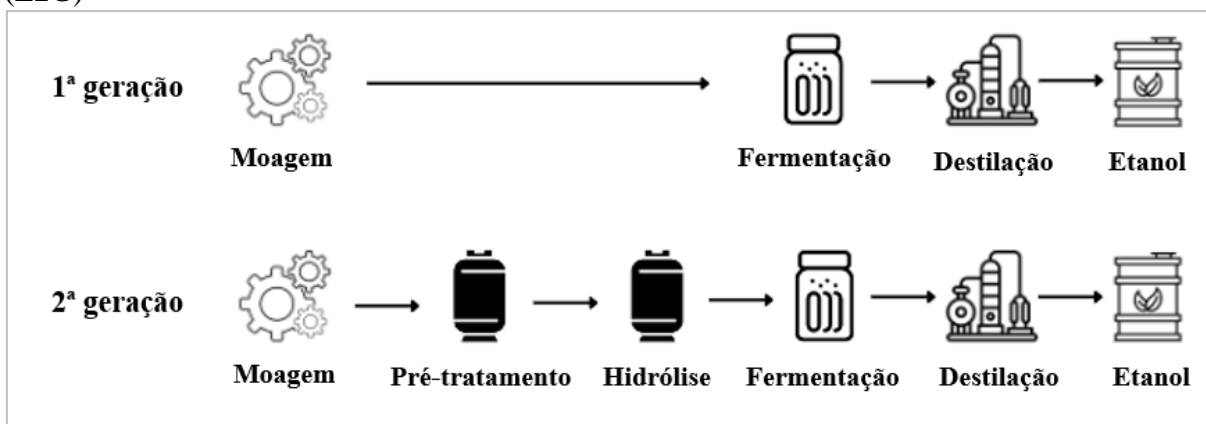 1ª geração
Moagem
Fermentação
Destilação
Etanol
2ª geração
Moagem
Pré-tratamento
Hidrólise
Fermentação
Destilação
Etanol